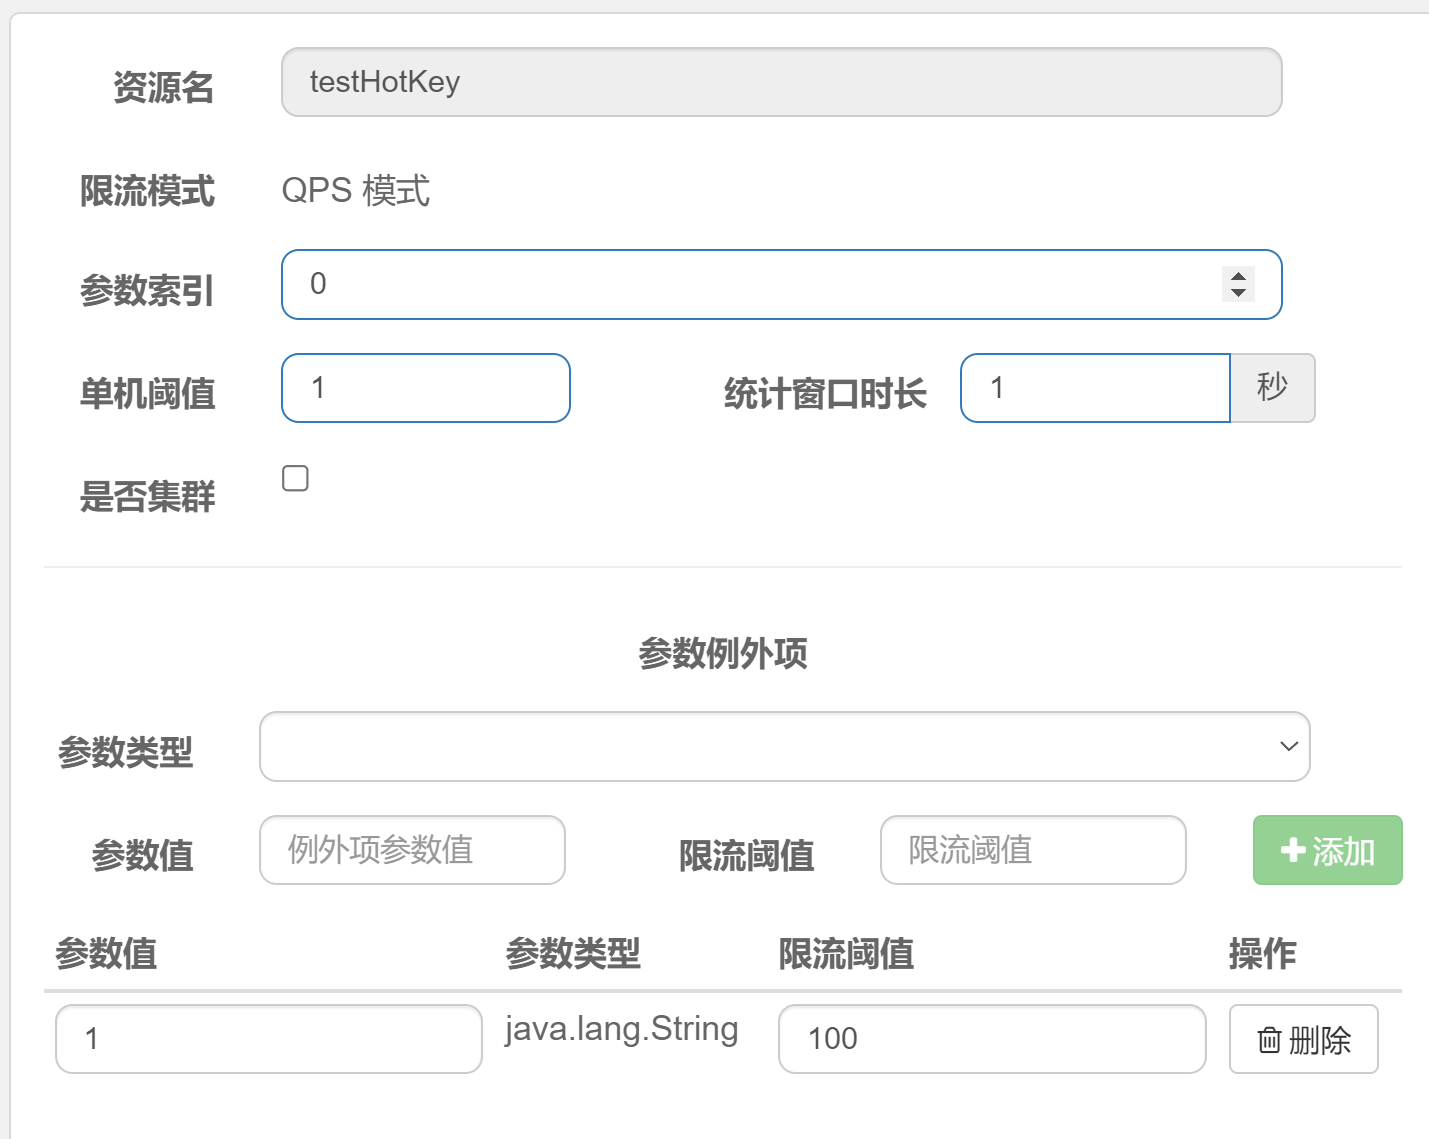 资源名 testHotKey
限流模式 QPS 模式
参数索引 0
单机阈值 1 统计窗口时长 1 秒
是否集群
参数例外项
参数类型
参数值 例外项参数值 限流阈值 限流阈值 添加
参数值 参数类型 限流阈值 操作
1 java.lang.String 100 删除